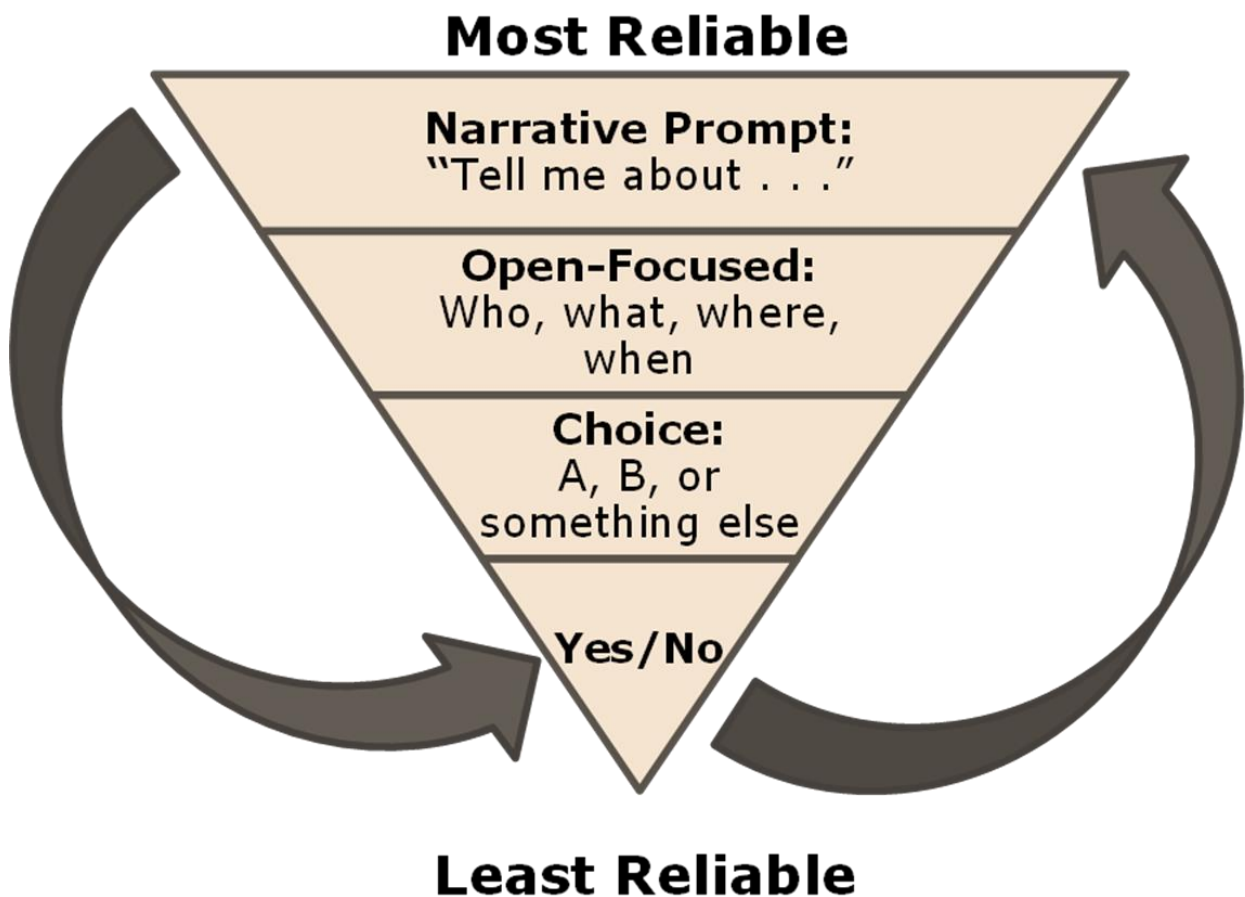 Most Reliable
Narrative Prompt:
“Tell me about . . .”
Open-Focused:
Who, what, where,
when
Choice:
A, B, or
something else
Yes/No
Least Reliable